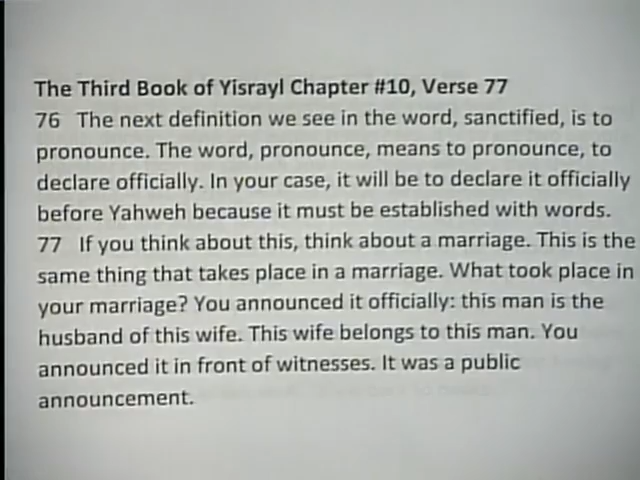 The Third Book of Yisrayl Chapter #10, Verse 77
76 The next definition we see in the word, sanctified, is to
pronounce. The word, pronounce, means to pronounce, to
declare officially. In your case, it will be to declare it officially
before Yahweh because it must be established with words.
77 If you think about this, think about a marriage. This is the
same thing that takes place in a marriage. What took place in
your marriage? You announced it officially: this man is the
husband of this wife. This wife belongs to this man. You
announced it in front of witnesses. It was a public
announcement.